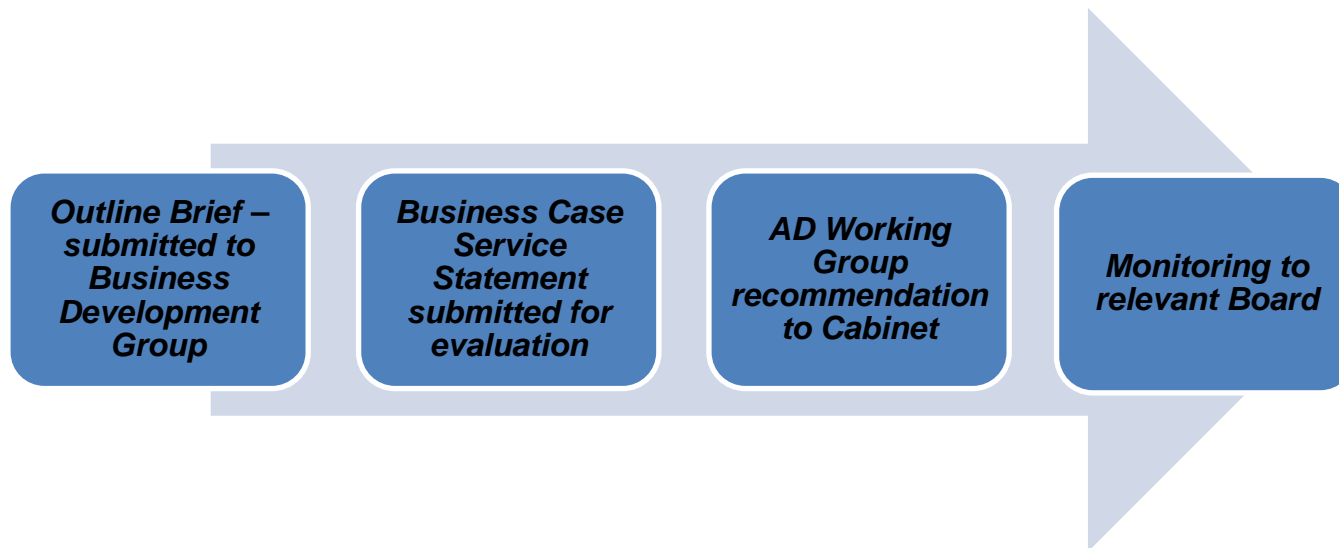 Outline Brief –
submitted to
Business
Development
Group
Business Case
Service
Statement
submitted for
evaluation
AD Working
Group
recommendation
to Cabinet
Monitoring to
relevant Board